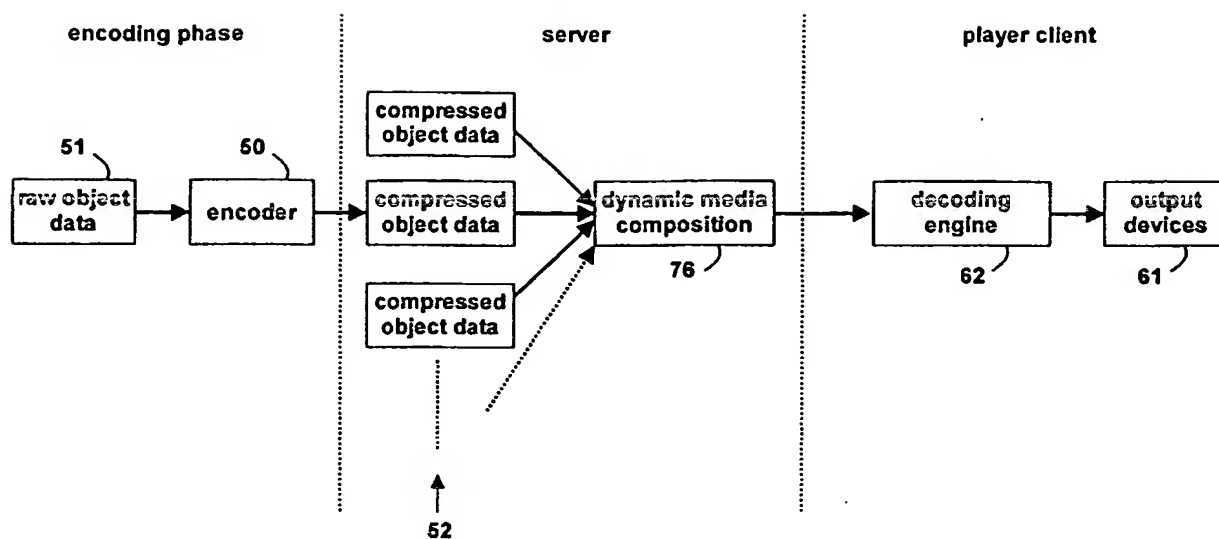 encoding phase
server
player client
compressed
object data
51
50
raw object
data
encoder
compressed
object data
dynamic media
composition
decoding
engine
output
devices
76
62
61
compressed
object data
52